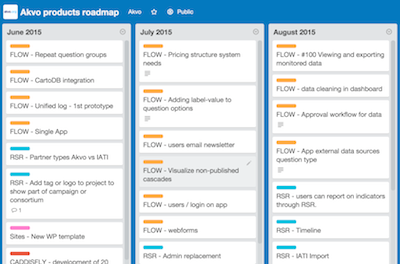 Akvo products roadmap
Akvo
Public
June 2015
FLOW - Repeat question groups
FLOW - CartoDB integration
FLOW - Unified log - 1st prototype
FLOW - Single App
RSR - Partner types Akvo vs IATI
RSR - Add tag or logo to project to
show part of campaign or
consortium
1
Sites - New WP template
CADDISFLY - development of 20
July 2015
FLOW - Pricing structure system
needs
FLOW - Adding label-value to
question options
FLOW - users email newsletter
FLOW - Visualize non-published
cascades
FLOW - users / login on app
FLOW - webforms
RSR - Admin replacement
August 2015
FLOW - #100 Viewing and exporting
monitored data
FLOW - data cleaning in dashboard
FLOW - Approval workflow for data
FLOW - App external data sources
question type
RSR - users can report on indicators
through RSR.
RSR - Timeline
RSR - IATI Import